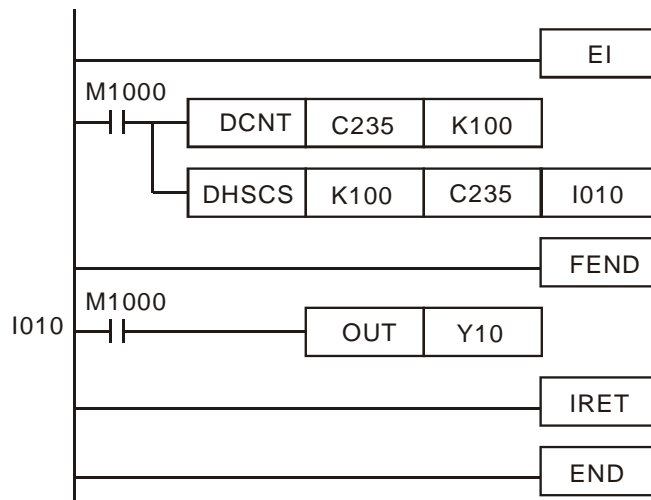 EI
M1000
DCNT C235 K100
DHSCS K100 C235 I010
FEND
M1000
I010 OUT Y10
IRET
END